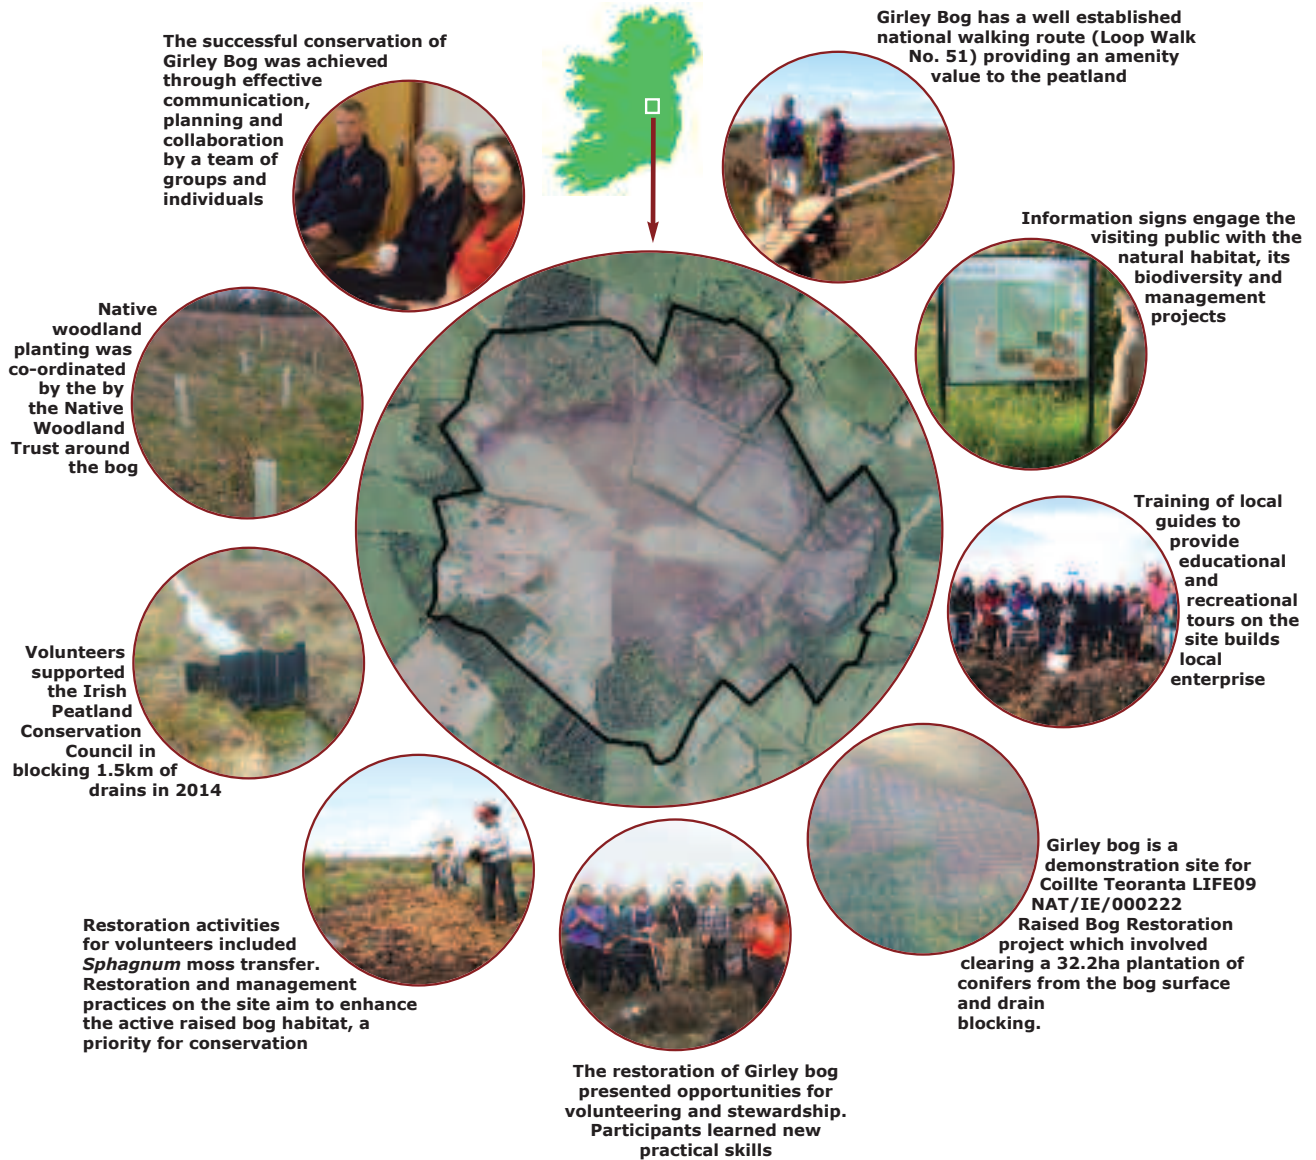 The successful conservation of
Girley Bog was achieved
through effective
communication,
planning and
collaboration
by a team of
groups and
individuals
Girley Bog has a well established
national walking route (Loop Walk
No. 51) providing an amenity
value to the peatland
Information signs engage the
visiting public with the
natural habitat, its
biodiversity and
management
projects
Native
woodland
planting was
co-ordinated
by the by
the Native
Woodland
Trust around
the bog
Training of local
guides to
provide
educational
and
recreational
tours on the
site builds
local
enterprise
Volunteers
supported
the Irish
Peatland
Conservation
Council in
blocking 1.5km of
drains in 2014
Girley bog is a
demonstration site for
Coillte Teoranta LIFE09
NAT/IE/000222
Raised Bog Restoration
project which involved
clearing a 32.2ha plantation of
conifers from the bog surface
and drain
blocking.
Restoration activities
for volunteers included
Sphagnum moss transfer.
Restoration and management
practices on the site aim to enhance
the active raised bog habitat, a
priority for conservation
The restoration of Girley bog
presented opportunities for
volunteering and stewardship.
Participants learned new
practical skills